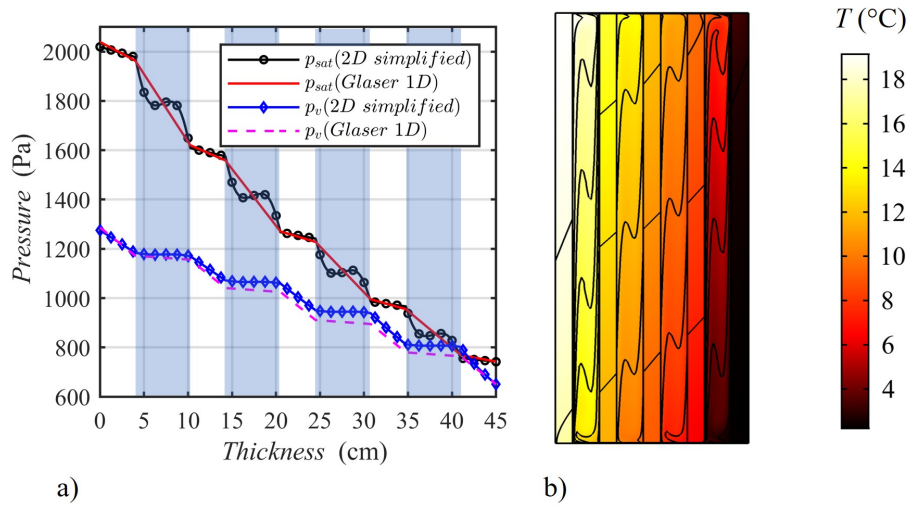 2000
1800
1600
1400
1200
1000
800
600
Pressure (Pa)
p_sat(2D simplified)
p_sat(Glaser 1D)
p_v(2D simplified)
p_v(Glaser 1D)
0 5 10 15 20 25 30 35 40 45
Thickness (cm)
a)
T (°C)
18
16
14
12
10
8
6
4
b)